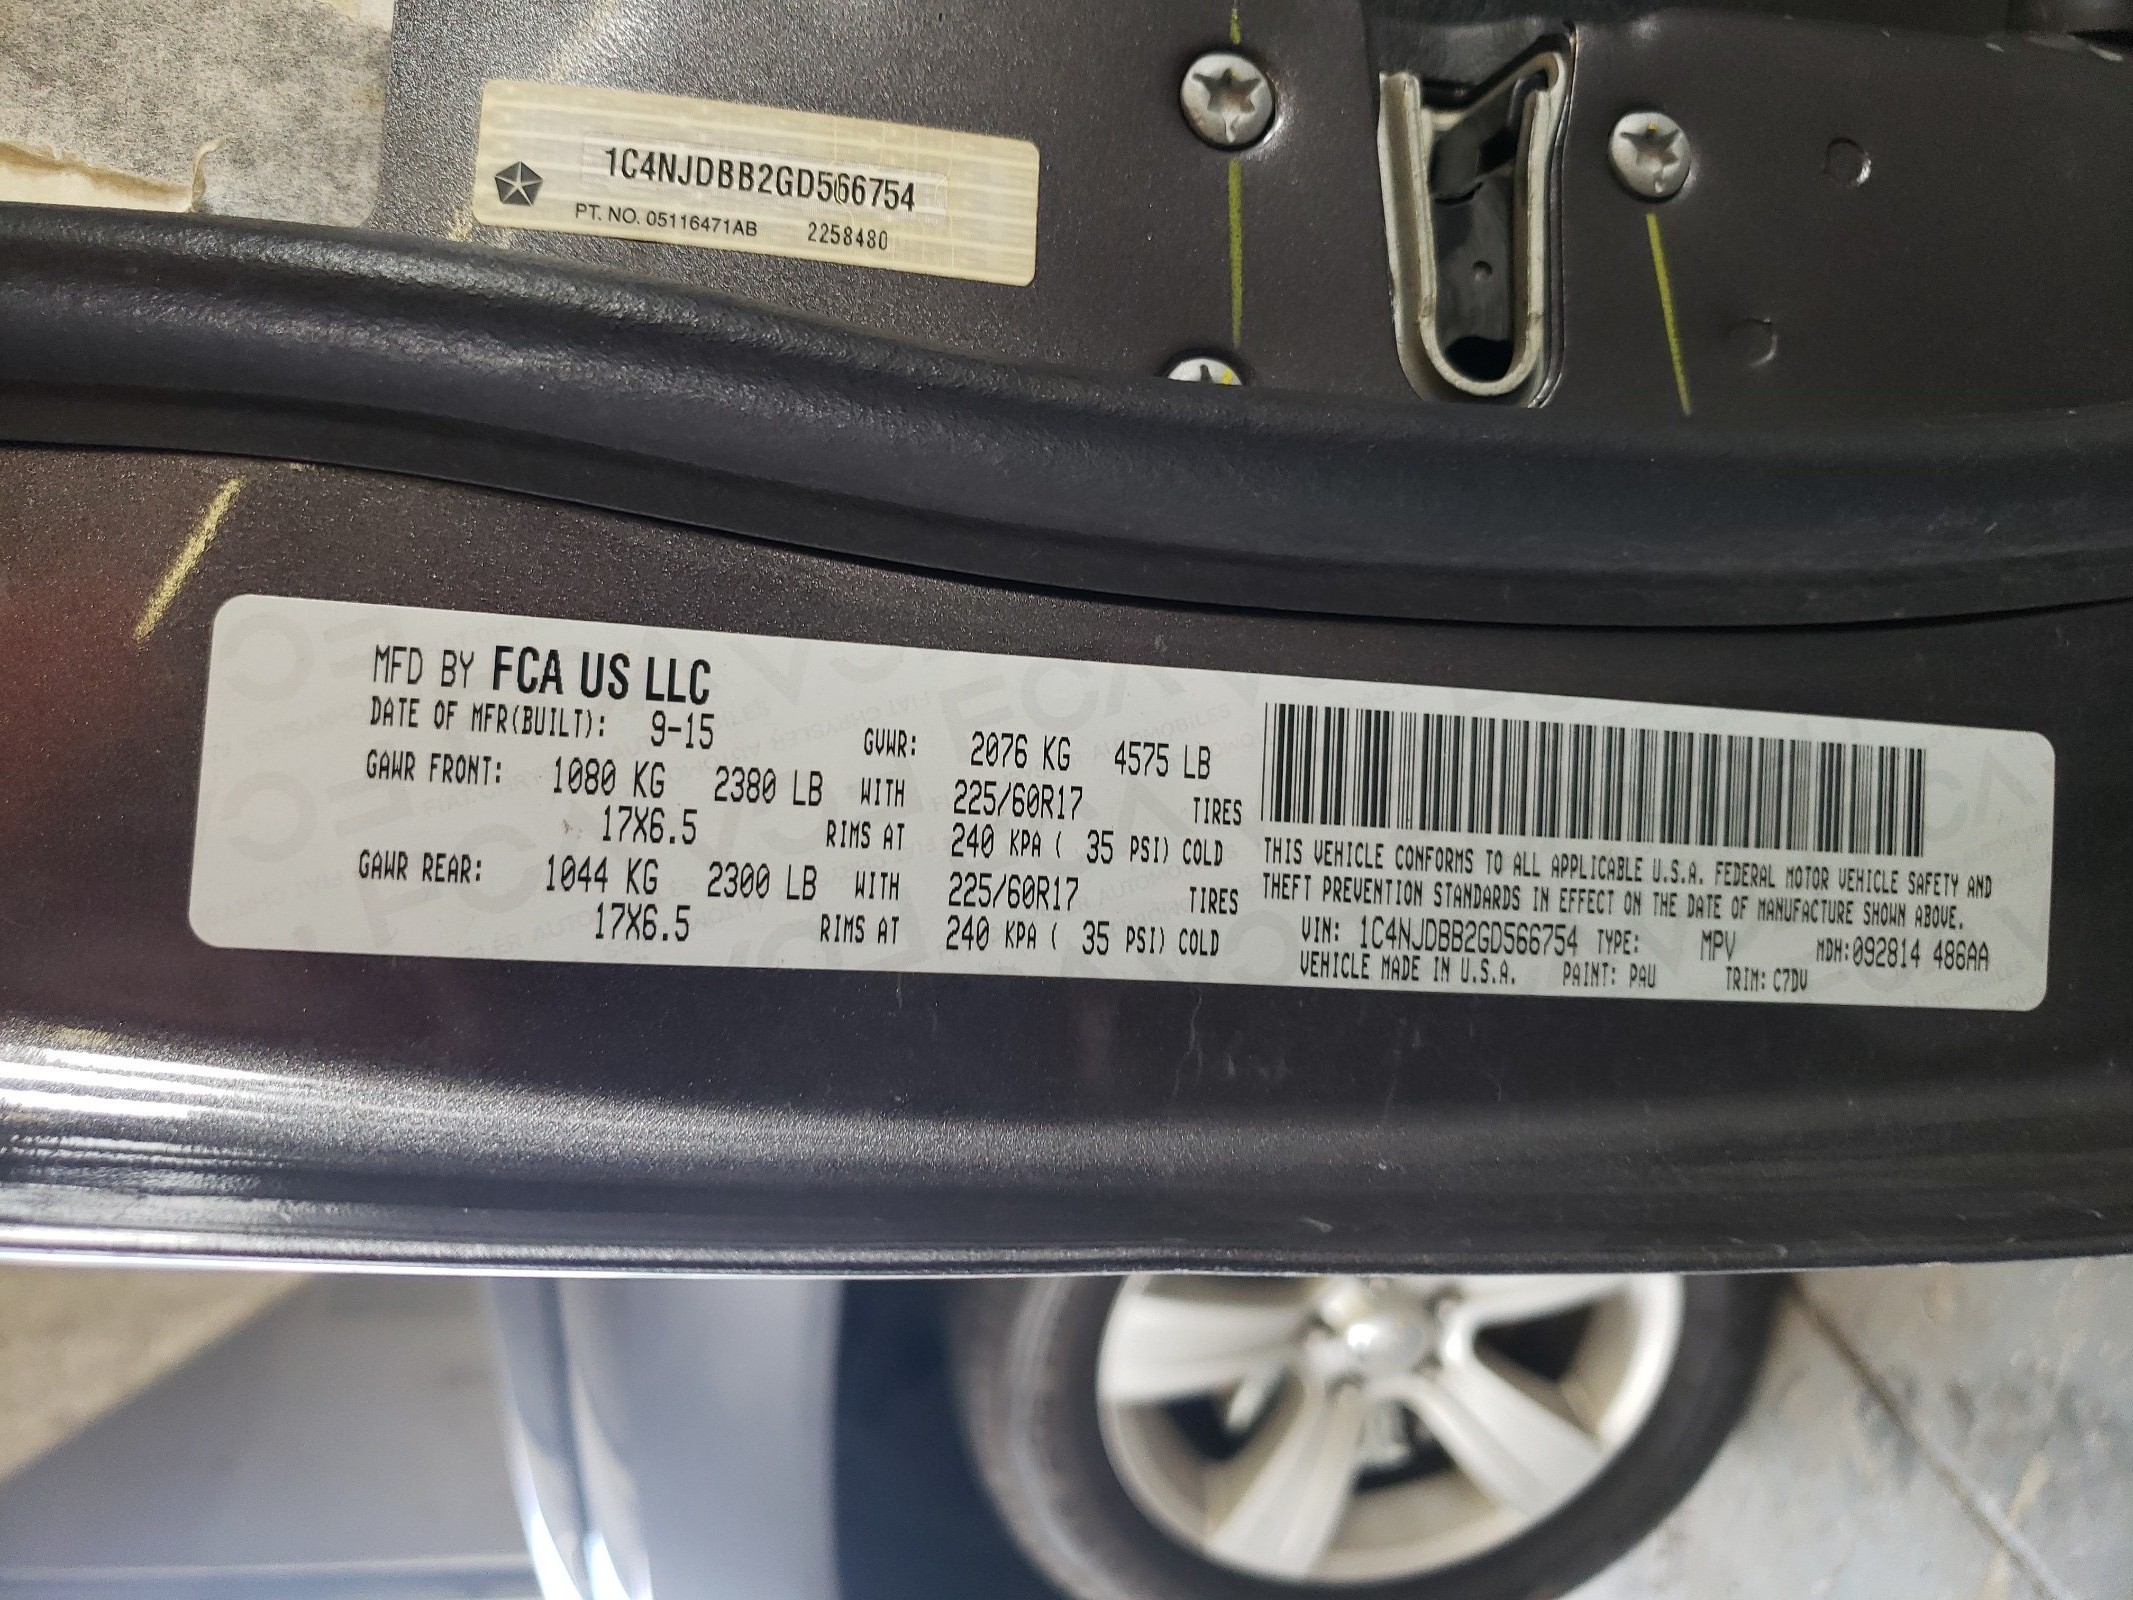 1C4NJDBB2GD566754
PT. NO. 05116471AB 2258480
MFD BY FCA US LLC
DATE OF MFR(BUILT): 9-15 GVWR: 2076 KG 4575 LB
GAWR FRONT: 1080 KG 2380 LB WITH 225/60R17 TIRES
17X6.5 RIMS AT 240 KPA ( 35 PSI) COLD
GAWR REAR: 1044 KG 2300 LB WITH 225/60R17 TIRES
17X6.5 RIMS AT 240 KPA ( 35 PSI) COLD
THIS VEHICLE CONFORMS TO ALL APPLICABLE U.S.A. FEDERAL MOTOR VEHICLE SAFETY AND
THEFT PREVENTION STANDARDS IN EFFECT ON THE DATE OF MANUFACTURE SHOWN ABOVE.
VIN: 1C4NJDBB2GD566754 TYPE: MPV MDH:092814 486AA
VEHICLE MADE IN U.S.A. PAINT: PAU TRIM: C7DV